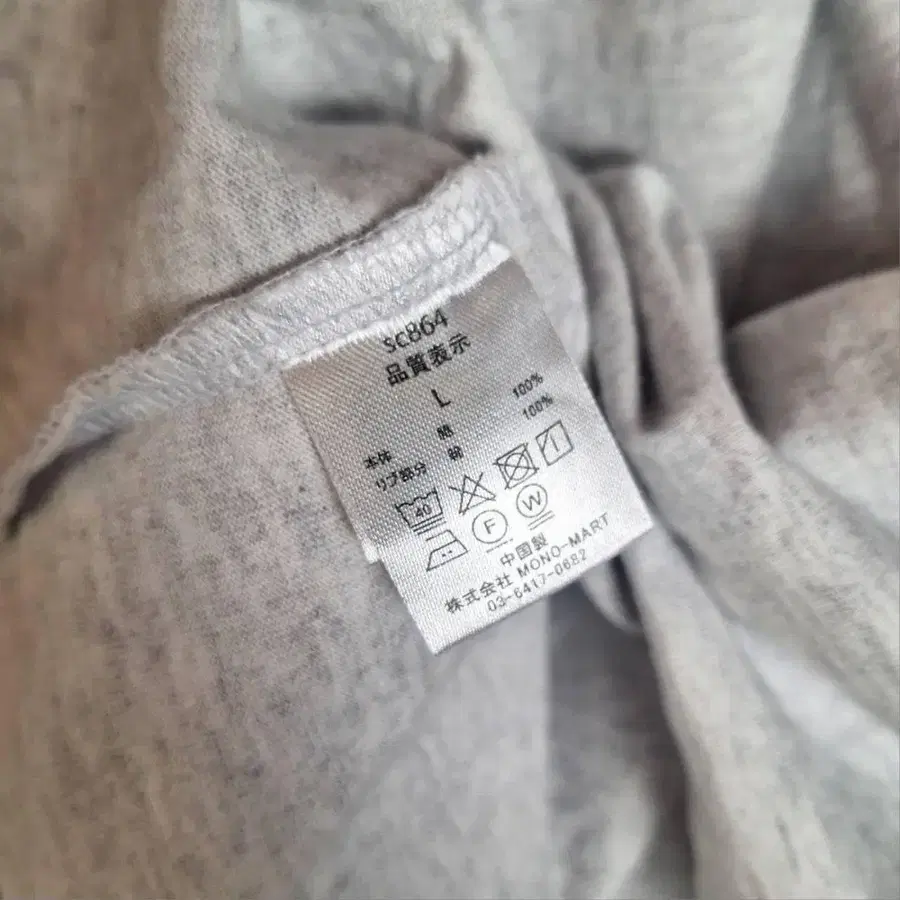 sc864
品質表示
L
本体 綿 100%
リブ部分 綿 100%
40
F W
中国製
株式会社 MONO-MART
03-6417-0682